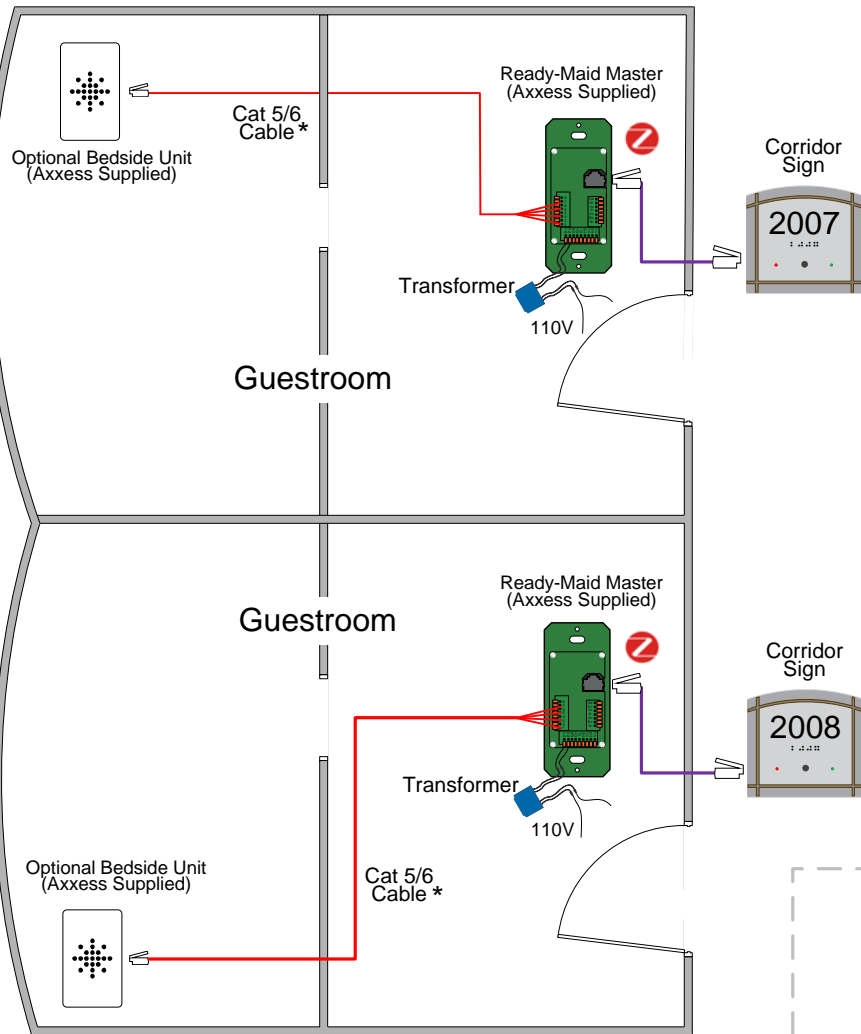 Ready-Maid Master
(Axxess Supplied)
Cat 5/6
Cable *
Optional Bedside Unit
(Axxess Supplied)
Corridor
Sign
2007
Transformer
110V
Guestroom
Ready-Maid Master
(Axxess Supplied)
Guestroom
Corridor
Sign
2008
Transformer
110V
Optional Bedside Unit
(Axxess Supplied)
Cat 5/6
Cable *